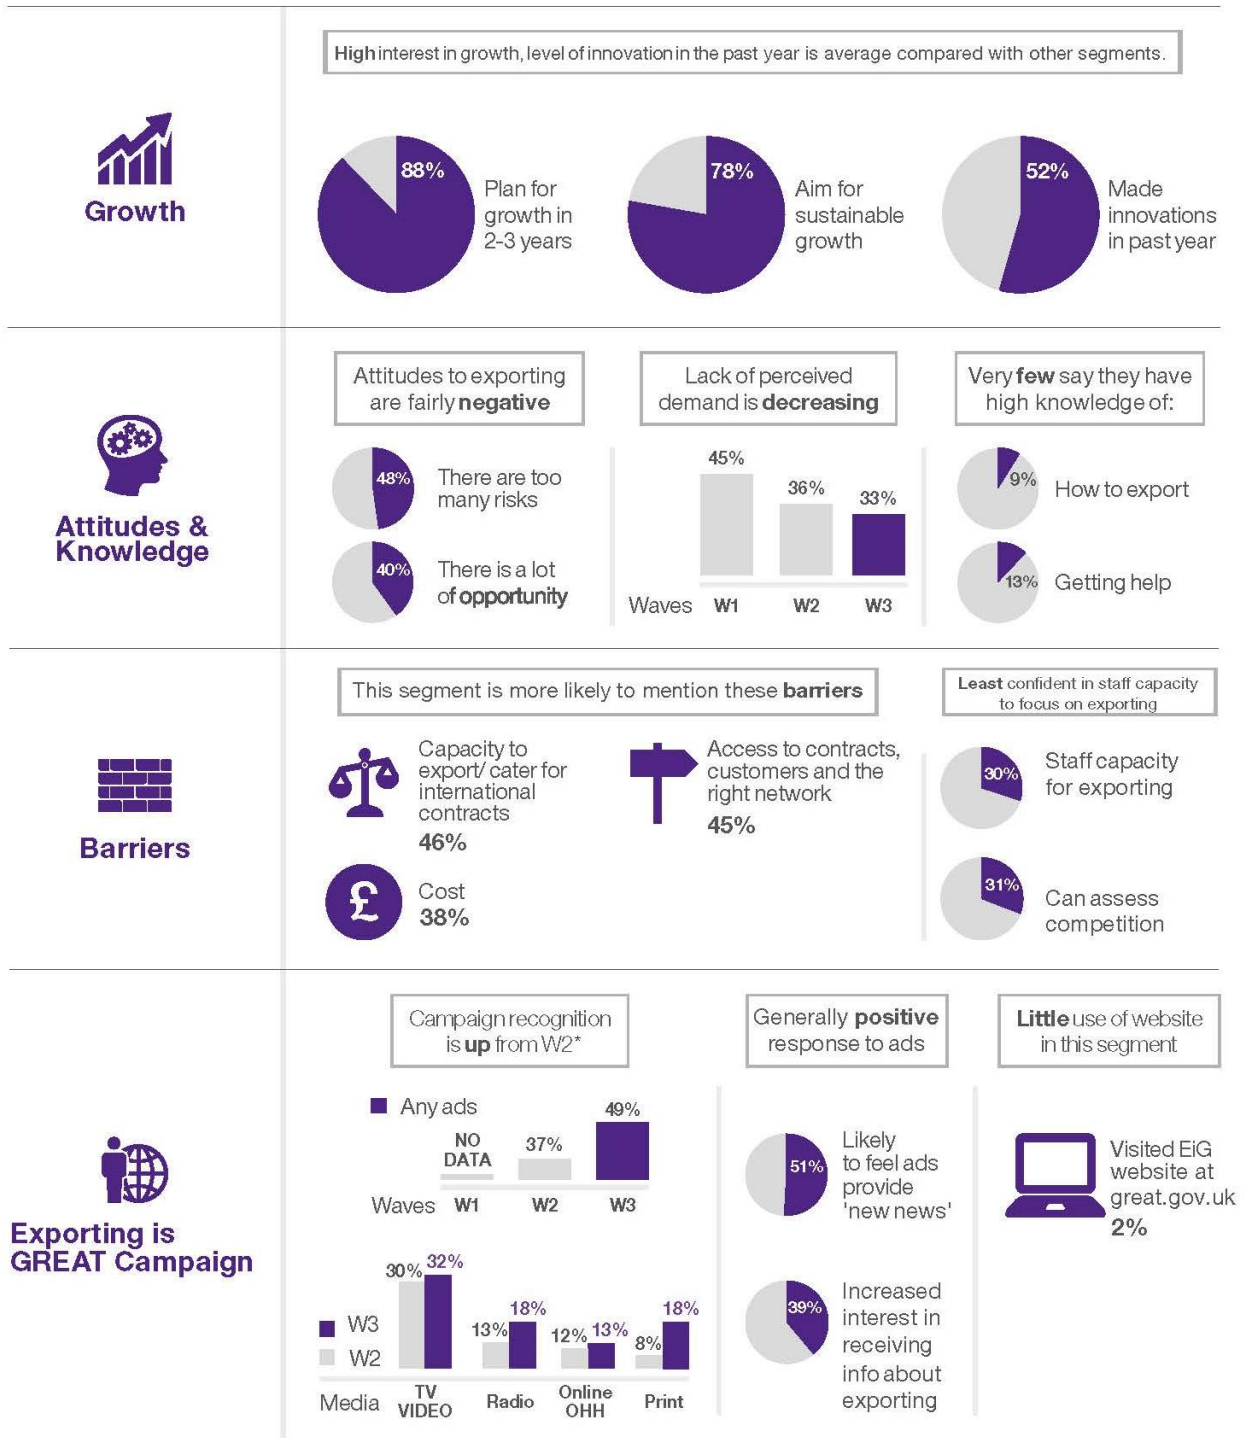 High interest in growth, level of innovation in the past year is average compared with other segments.
Growth
88%
Plan for
growth in
2-3 years
78%
Aim for
sustainable
growth
52%
Made
innovations
in past year
Attitudes &
Knowledge
Attitudes to exporting
are fairly negative
48%
There are too
many risks
40%
There is a lot
of opportunity
Lack of perceived
demand is decreasing
45%
36%
33%
Waves W1 W2 W3
Very few say they have
high knowledge of:
9%
How to export
13%
Getting help
Barriers
This segment is more likely to mention these barriers
Capacity to
export/ cater for
international
contracts
46%
Access to contracts,
customers and the
right network
45%
£
Cost
38%
Least confident in staff capacity
to focus on exporting
30%
Staff capacity
for exporting
31%
Can assess
competition
Exporting is
GREAT Campaign
Campaign recognition
is up from W2*
Any ads
NO
DATA
37%
49%
Waves W1 W2 W3
30% 32%
13% 18%
12% 13%
8% 18%
W3
W2
Media
TV
VIDEO
Radio
Online
OHH
Print
Generally positive
response to ads
51%
Likely
to feel ads
provide
'new news'
39%
Increased
interest in
receiving
info about
exporting
Little use of website
in this segment
Visited EiG
website at
great.gov.uk
2%